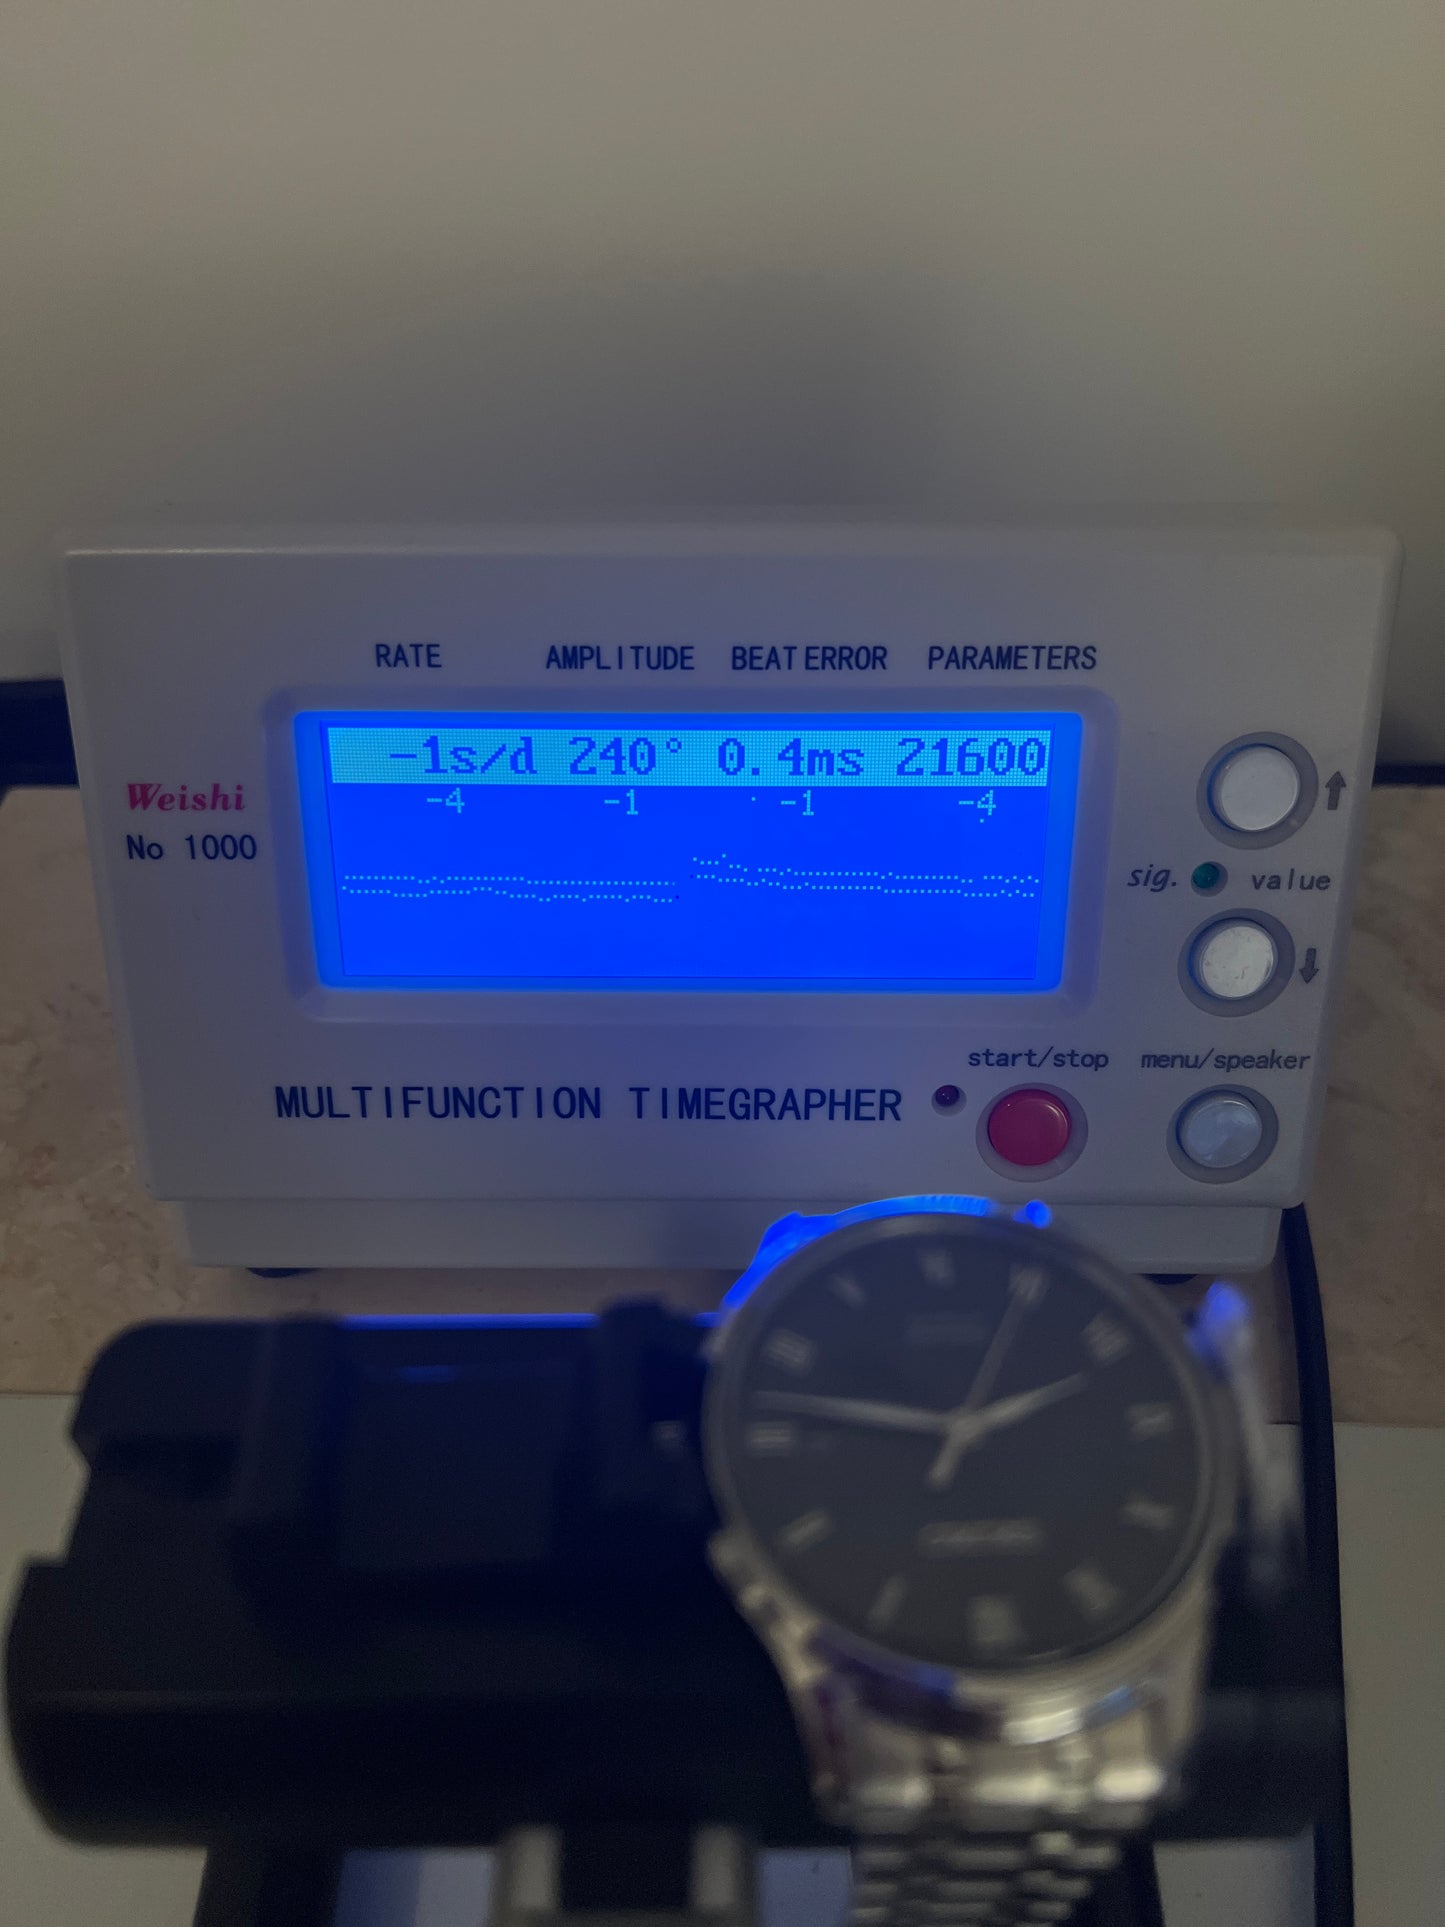 RATE AMPLITUDE BEAT ERROR PARAMETERS
-1s/d 240° 0.4ms 21600
-4 -1 -1 -4
Weishi
No 1000
sig. value
start/stop menu/speaker
MULTIFUNCTION TIMEGRAPHER